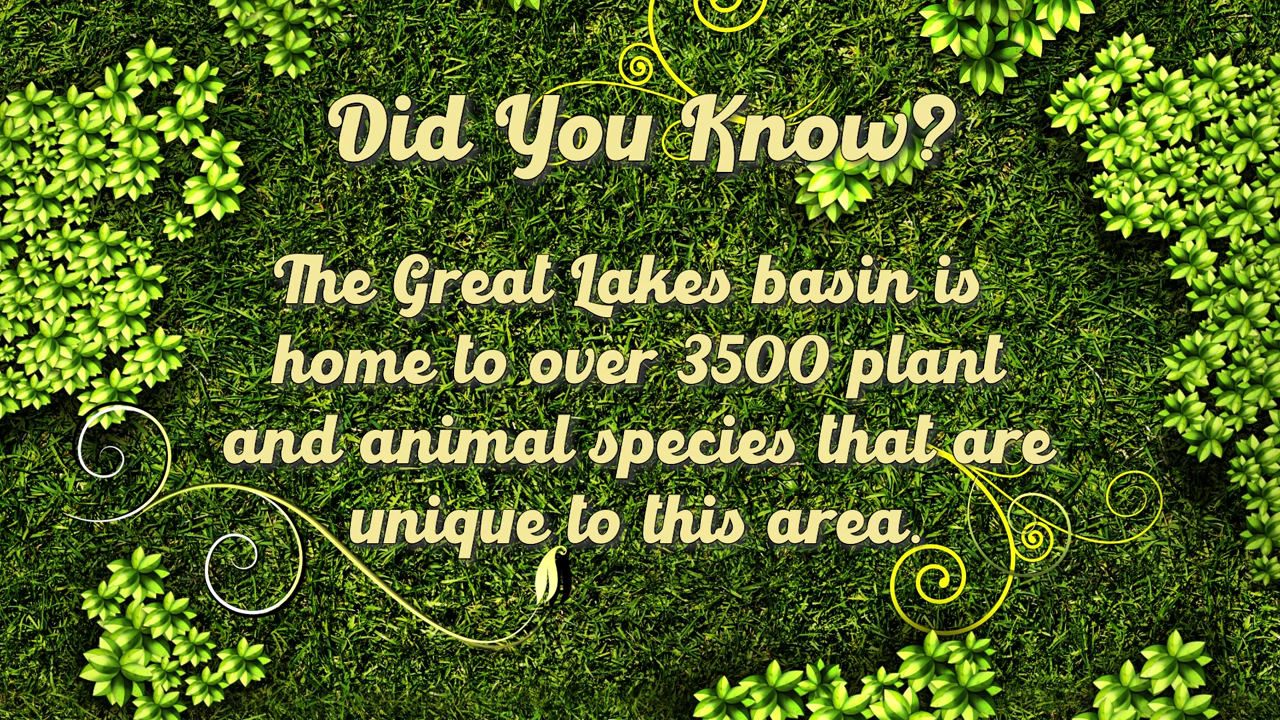 Did You Know?
The Great Lakes basin is
home to over 3500 plant
and animal species that are
unique to this area.